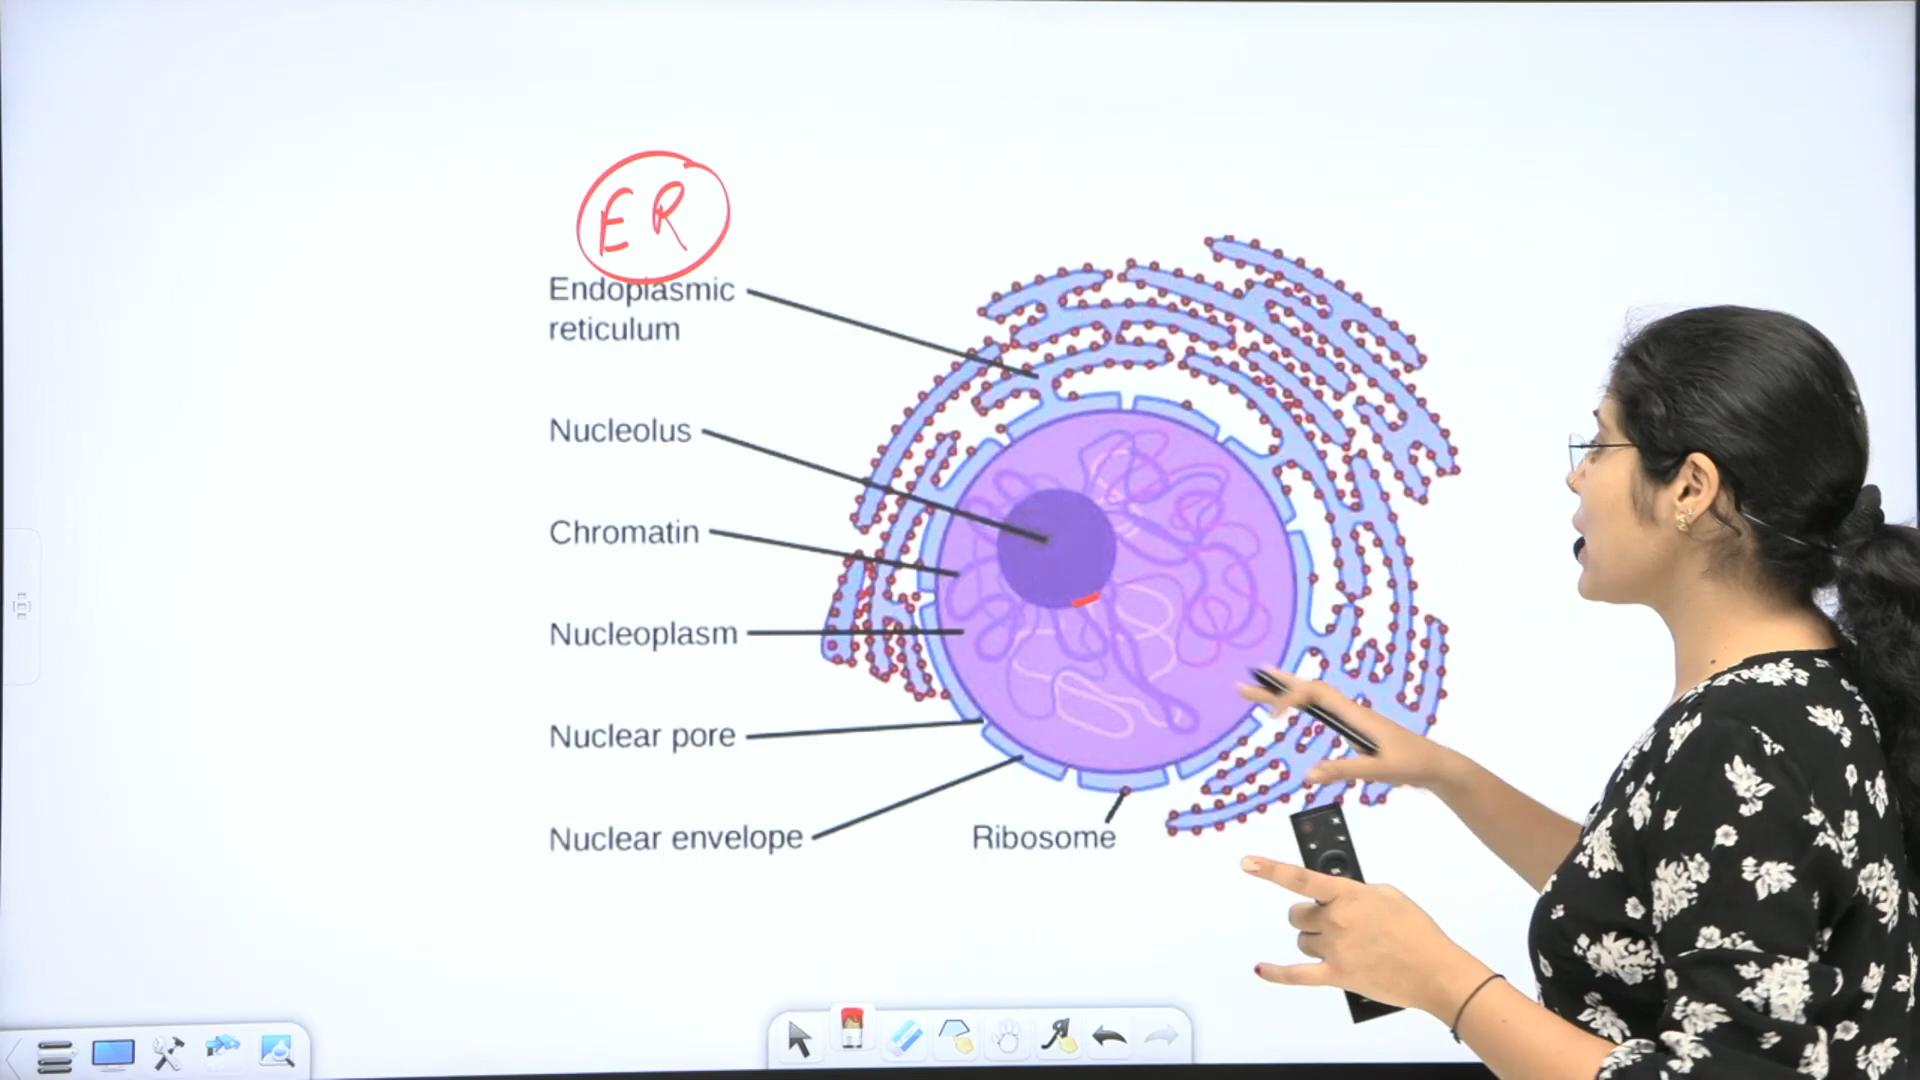 ER
Endoplasmic
reticulum
Nucleolus
Chromatin
Nucleoplasm
Nuclear pore
Nuclear envelope
Ribosome